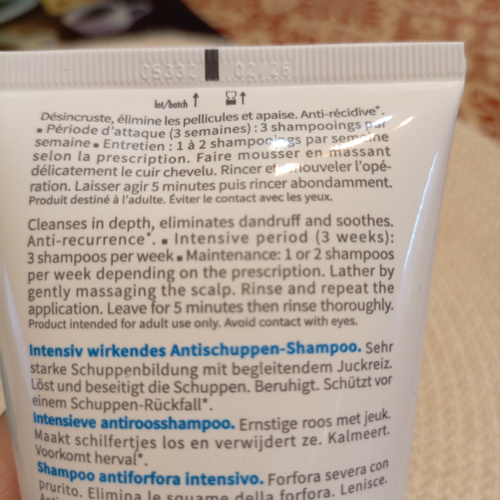 05332 04.26
lot/batch
Désincruste, élimine les pellicules et apaise. Anti-récidive*.
▪ Période d'attaque (3 semaines) : 3 shampooings par
semaine ▪ Entretien : 1 à 2 shampooings par semaine
selon la prescription. Faire mousser en massant
délicatement le cuir chevelu. Rincer et renouveler l'opé-
ration. Laisser agir 5 minutes puis rincer abondamment.
Produit destiné à l'adulte. Éviter le contact avec les yeux.
Cleanses in depth, eliminates dandruff and soothes.
Anti-recurrence*. ▪ Intensive period (3 weeks):
3 shampoos per week ▪ Maintenance: 1 or 2 shampoos
per week depending on the prescription. Lather by
gently massaging the scalp. Rinse and repeat the
application. Leave for 5 minutes then rinse thoroughly.
Product intended for adult use only. Avoid contact with eyes.
Intensiv wirkendes Antischuppen-Shampoo. Sehr
starke Schuppenbildung mit begleitendem Juckreiz.
Löst und beseitigt die Schuppen. Beruhigt. Schützt vor
einem Schuppen-Rückfall*.
Intensieve antiroosshampoo. Ernstige roos met jeuk.
Maakt schilfertjes los en verwijdert ze. Kalmeert.
Voorkomt herval*.
Shampoo antiforfora intensivo. Forfora severa con
prurito. Elimina le squame della forfora. Lenisce.